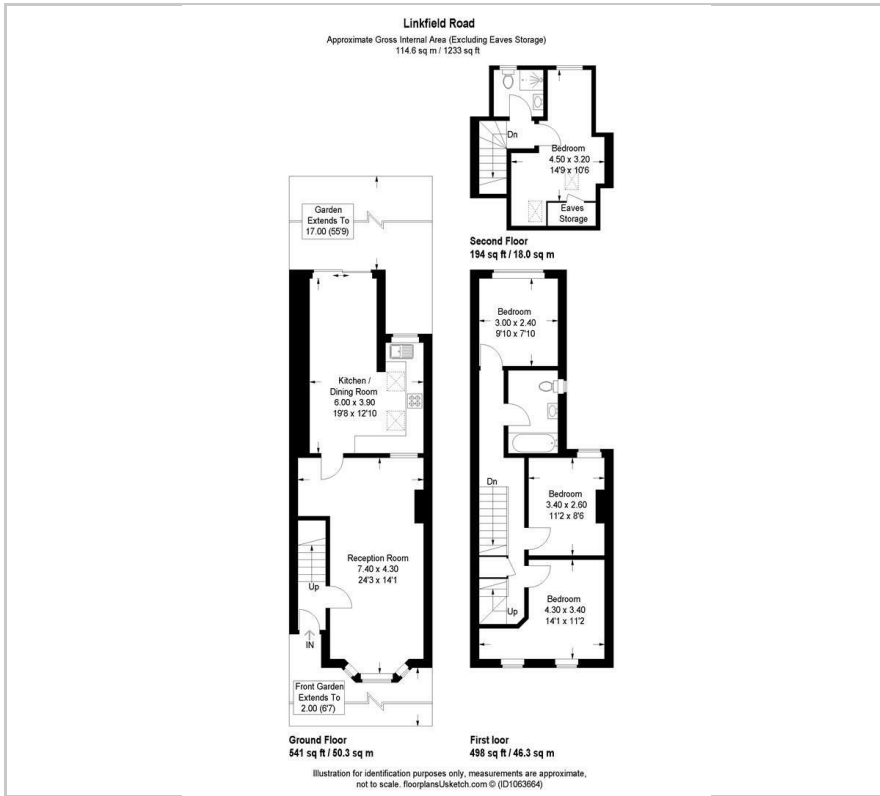 Linkfield Road
Approximate Gross Internal Area (Excluding Eaves Storage)
114.6 sq m / 1233 sq ft
Dn
Bedroom
4.50 x 3.20
14'9 x 10'6
Eaves
Storage
Second Floor
194 sq ft / 18.0 sq m
Garden
Extends To
17.00 (55'9)
Kitchen /
Dining Room
6.00 x 3.90
19'8 x 12'10
Reception Room
7.40 x 4.30
24'3 x 14'1
Up
IN
Front Garden
Extends To
2.00 (6'7)
Ground Floor
541 sq ft / 50.3 sq m
Bedroom
3.00 x 2.40
9'10 x 7'10
Dn
Bedroom
3.40 x 2.60
11'2 x 8'6
Bedroom
4.30 x 3.40
14'1 x 11'2
Up
First loor
498 sq ft / 46.3 sq m
Illustration for identification purposes only, measurements are approximate,
not to scale. floorplansUsketch.com © (ID1063664)